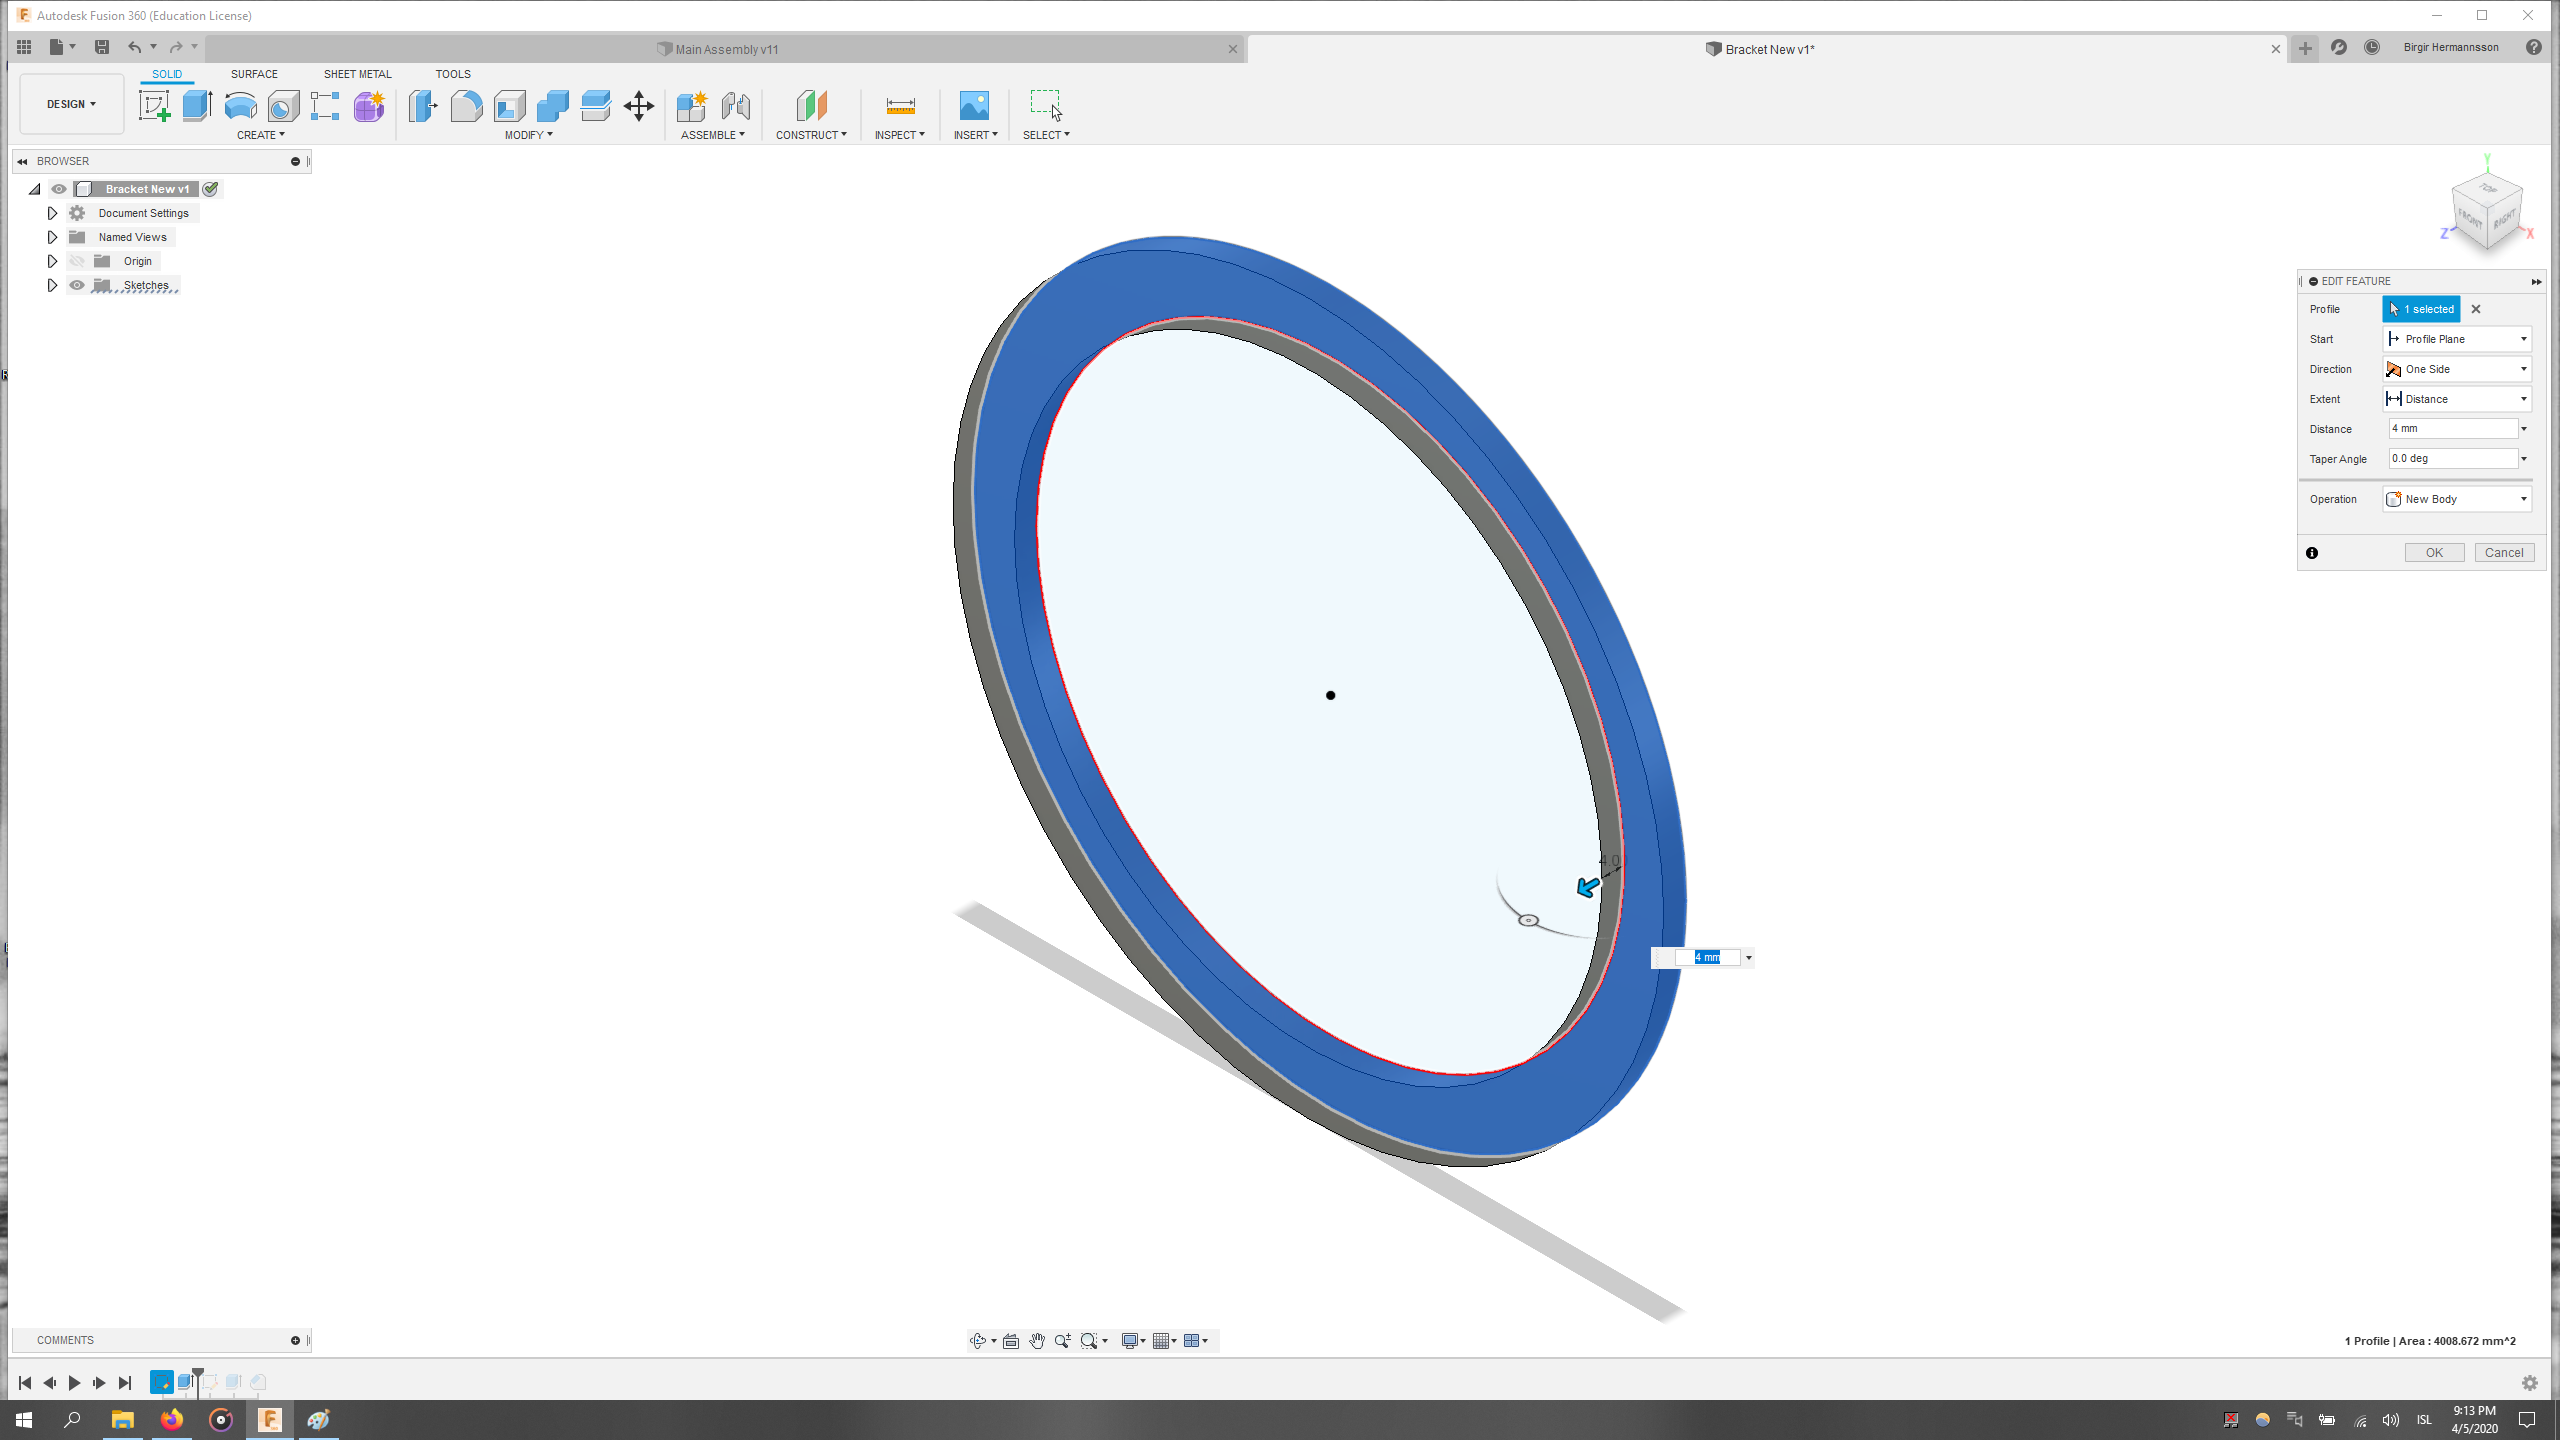 Autodesk Fusion 360 (Education License)
Main Assembly v11
Bracket New v1*
Birgir Hermannsson
DESIGN
SOLID
SURFACE
SHEET METAL
TOOLS
CREATE
MODIFY
ASSEMBLE
CONSTRUCT
INSPECT
INSERT
SELECT
BROWSER
Bracket New v1
Document Settings
Named Views
Origin
Sketches
Y
TOP
FRONT
RIGHT
Z
X
EDIT FEATURE
Profile
1 selected
Start
Profile Plane
Direction
One Side
Extent
Distance
Distance
4 mm
Taper Angle
0.0 deg
Operation
New Body
OK
Cancel
4 mm
COMMENTS
1 Profile | Area : 4008.672 mm^2
ISL
9:13 PM
4/5/2020